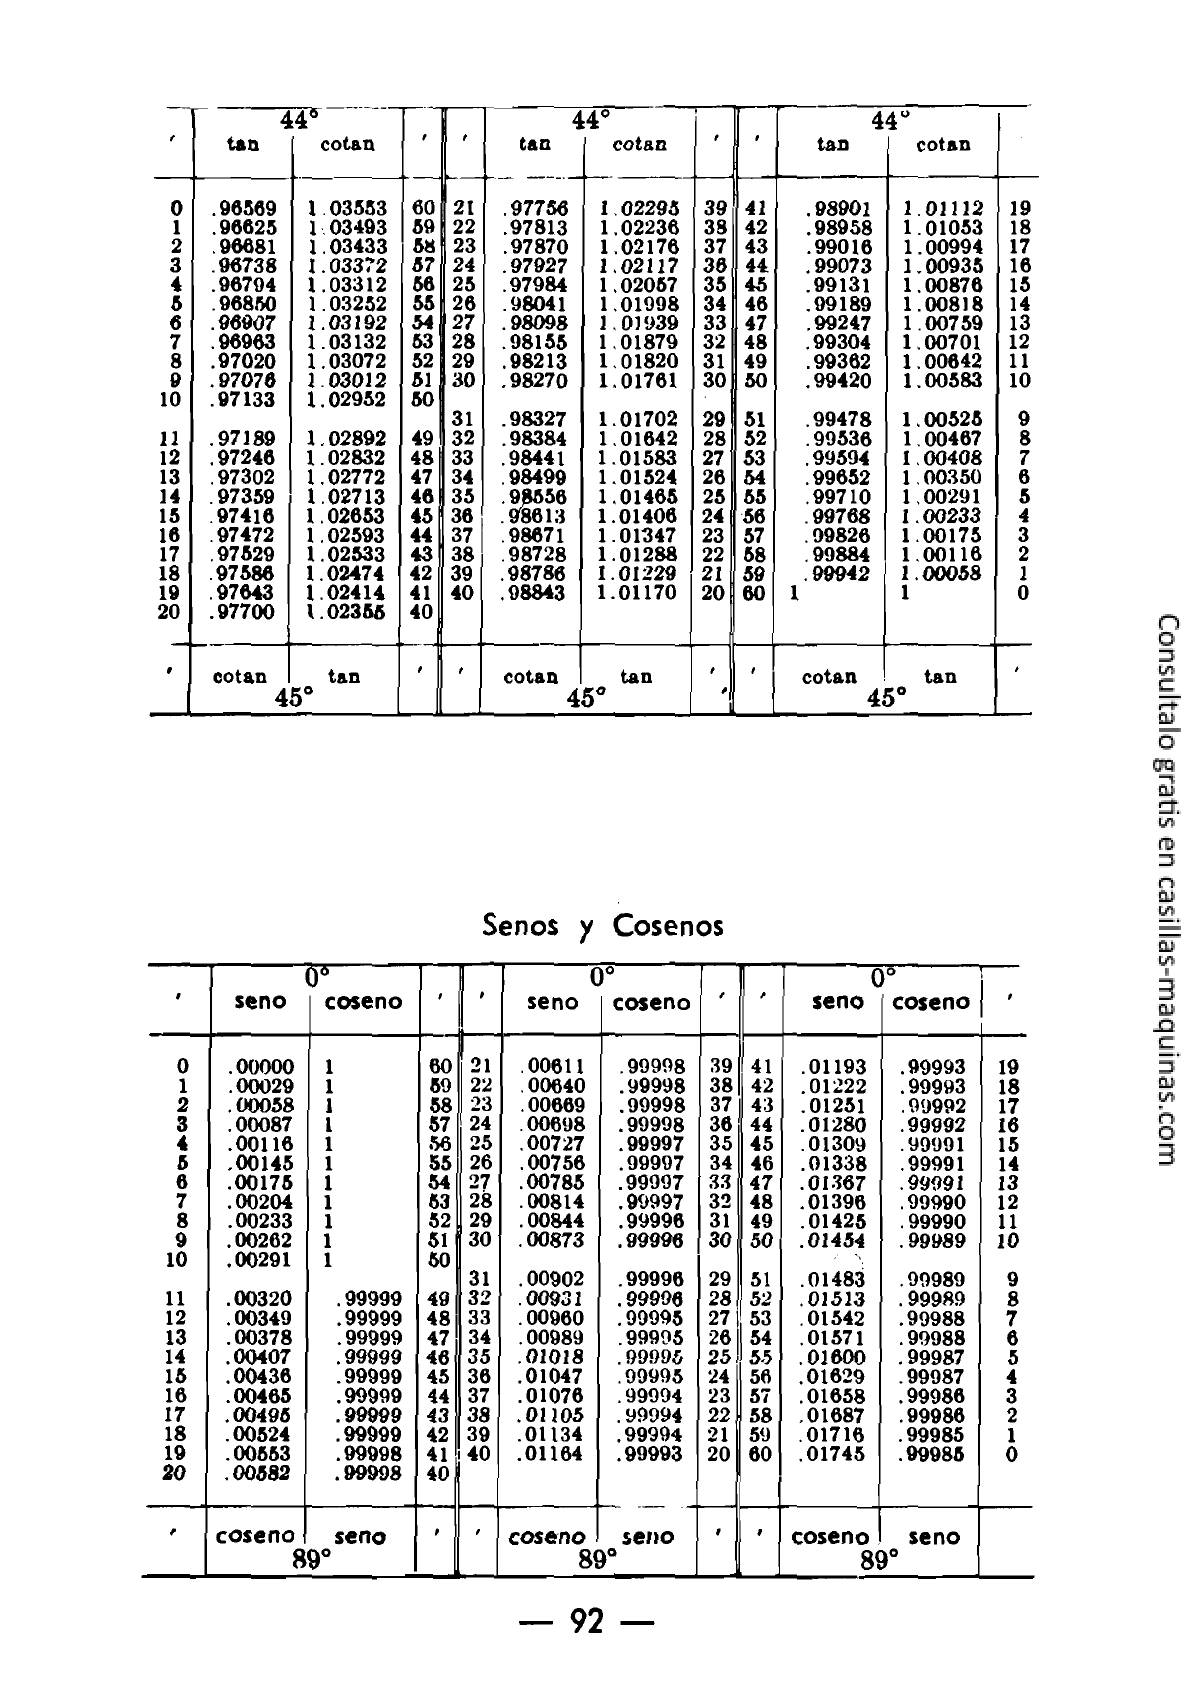 44° 44° 44°
′ tan cotan ′ ′ tan cotan ′ ′ tan cotan
0 .96569 1.03553 60 21 .97756 1.02295 39 41 .98901 1.01112 19
1 .96625 1.03493 59 22 .97813 1.02236 38 42 .98958 1.01053 18
2 .96681 1.03433 58 23 .97870 1.02176 37 43 .99016 1.00994 17
3 .96738 1.03372 57 24 .97927 1.02117 36 44 .99073 1.00935 16
4 .96794 1.03312 56 25 .97984 1.02057 35 45 .99131 1.00876 15
5 .96850 1.03252 55 26 .98041 1.01998 34 46 .99189 1.00818 14
6 .96907 1.03192 54 27 .98098 1.01939 33 47 .99247 1.00759 13
7 .96963 1.03132 53 28 .98155 1.01879 32 48 .99304 1.00701 12
8 .97020 1.03072 52 29 .98213 1.01820 31 49 .99362 1.00642 11
9 .97076 1.03012 51 30 .98270 1.01761 30 50 .99420 1.00583 10
10 .97133 1.02952 50
31 .98327 1.01702 29 51 .99478 1.00525 9
11 .97189 1.02892 49 32 .98384 1.01642 28 52 .99536 1.00467 8
12 .97246 1.02832 48 33 .98441 1.01583 27 53 .99594 1.00408 7
13 .97302 1.02772 47 34 .98499 1.01524 26 54 .99652 1.00350 6
14 .97359 1.02713 46 35 .98556 1.01465 25 55 .99710 1.00291 5
15 .97416 1.02653 45 36 .98613 1.01406 24 56 .99768 1.00233 4
16 .97472 1.02593 44 37 .98671 1.01347 23 57 .99826 1.00175 3
17 .97529 1.02533 43 38 .98728 1.01288 22 58 .99884 1.00116 2
18 .97586 1.02474 42 39 .98786 1.01229 21 59 .99942 1.00058 1
19 .97643 1.02414 41 40 .98843 1.01170 20 60 1 1 0
20 .97700 1.02355 40
′ cotan tan ′ ′ cotan tan ′ ′ cotan tan ′
45° 45° 45°
Senos y Cosenos
0° 0° 0°
′ seno coseno ′ ′ seno coseno ′ ′ seno coseno ′
0 .00000 1 60 21 .00611 .99998 39 41 .01193 .99993 19
1 .00029 1 59 22 .00640 .99998 38 42 .01222 .99993 18
2 .00058 1 58 23 .00669 .99998 37 43 .01251 .99992 17
3 .00087 1 57 24 .00698 .99998 36 44 .01280 .99992 16
4 .00116 1 56 25 .00727 .99997 35 45 .01309 .99991 15
5 .00145 1 55 26 .00756 .99997 34 46 .01338 .99991 14
6 .00175 1 54 27 .00785 .99997 33 47 .01367 .99991 13
7 .00204 1 53 28 .00814 .99997 32 48 .01396 .99990 12
8 .00233 1 52 29 .00844 .99996 31 49 .01425 .99990 11
9 .00262 1 51 30 .00873 .99996 30 50 .01454 .99989 10
10 .00291 1 50
31 .00902 .99996 29 51 .01483 .99989 9
11 .00320 .99999 49 32 .00931 .99996 28 52 .01513 .99989 8
12 .00349 .99999 48 33 .00960 .99995 27 53 .01542 .99988 7
13 .00378 .99999 47 34 .00989 .99995 26 54 .01571 .99988 6
14 .00407 .99999 46 35 .01018 .99995 25 55 .01600 .99987 5
15 .00436 .99999 45 36 .01047 .99995 24 56 .01629 .99987 4
16 .00465 .99999 44 37 .01076 .99994 23 57 .01658 .99986 3
17 .00495 .99999 43 38 .01105 .99994 22 58 .01687 .99986 2
18 .00524 .99999 42 39 .01134 .99994 21 59 .01716 .99985 1
19 .00553 .99998 41 40 .01164 .99993 20 60 .01745 .99985 0
20 .00582 .99998 40
′ coseno seno ′ ′ coseno seno ′ ′ coseno seno
89° 89° 89°
— 92 —
Consultalo gratis en casillas-maquinas.com